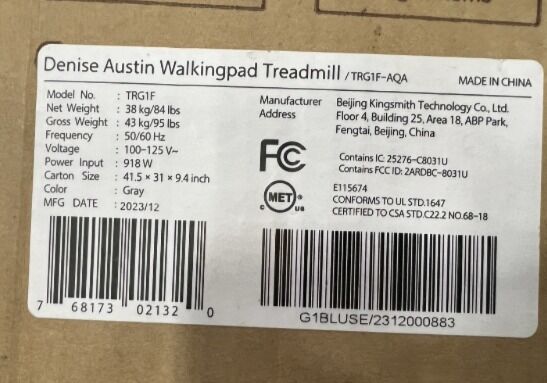 Denise Austin Walkingpad Treadmill / TRG1F-AQA MADE IN CHINA
Model No. : TRG1F
Net Weight : 38 kg/84 lbs
Gross Weight : 43 kg/95 lbs
Frequency : 50/60 Hz
Voltage : 100-125 V~
Power Input : 918 W
Carton Size : 41.5 × 31 × 9.4 inch
Color : Gray
MFG DATE : 2023/12
Manufacturer Beijing Kingsmith Technology Co., Ltd.
Address Floor 4, Building 25, Area 18, ABP Park,
Fengtai, Beijing, China
FC
Contains IC: 25276-C8031U
Contains FCC ID: 2ARDBC-8031U
C MET US
E115674
CONFORMS TO UL STD.1647
CERTIFIED TO CSA STD.C22.2 NO.68-18
7 68173 02132 0
G1BLUSE/2312000883